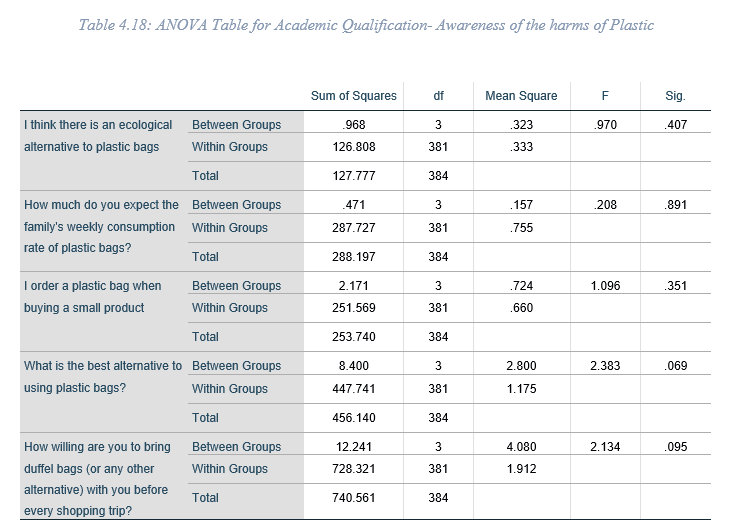 Table 4.18: ANOVA Table for Academic Qualification- Awareness of the harms of Plastic
Sum of Squares df Mean Square F Sig.
I think there is an ecological Between Groups .968 3 .323 .970 .407
alternative to plastic bags Within Groups 126.808 381 .333
Total 127.777 384
How much do you expect the Between Groups .471 3 .157 .208 .891
family's weekly consumption Within Groups 287.727 381 .755
rate of plastic bags?
Total 288.197 384
I order a plastic bag when Between Groups 2.171 3 .724 1.096 .351
buying a small product Within Groups 251.569 381 .660
Total 253.740 384
What is the best alternative to Between Groups 8.400 3 2.800 2.383 .069
using plastic bags? Within Groups 447.741 381 1.175
Total 456.140 384
How willing are you to bring Between Groups 12.241 3 4.080 2.134 .095
duffel bags (or any other Within Groups 728.321 381 1.912
alternative) with you before Total 740.561 384
every shopping trip?